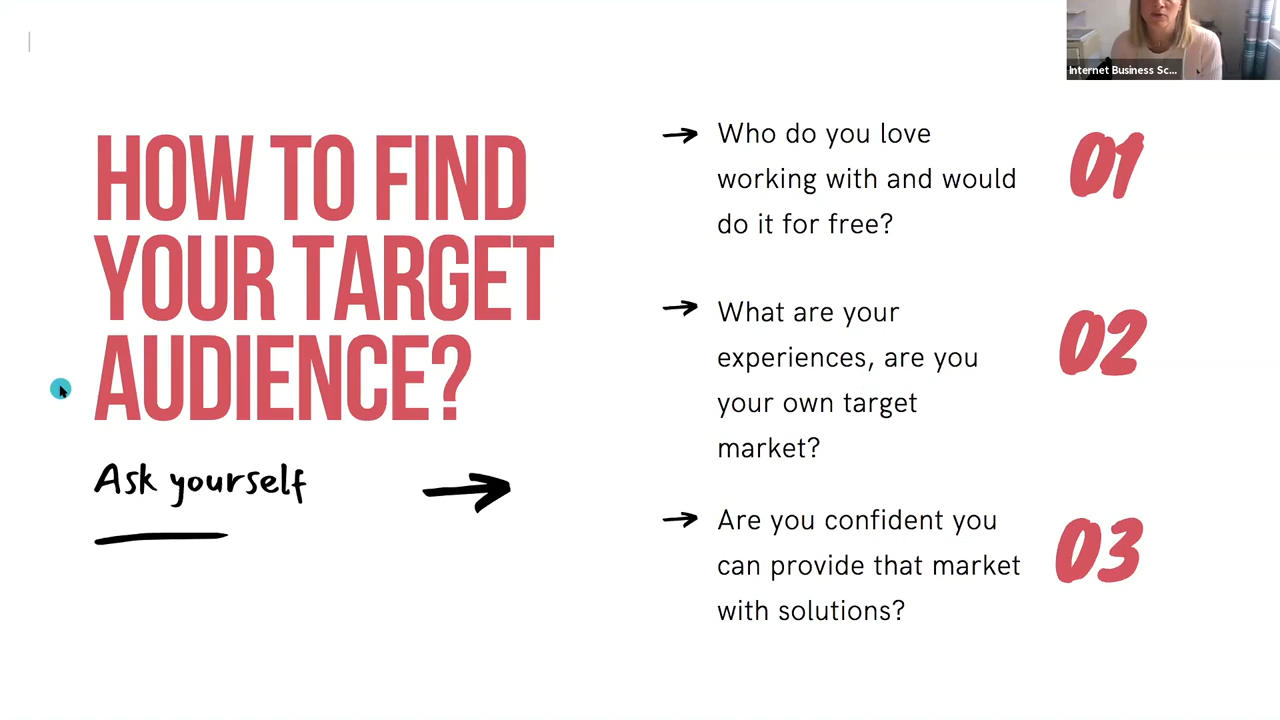 Internet Business Sc...
HOW TO FIND
YOUR TARGET
AUDIENCE?
Ask yourself
Who do you love
working with and would
do it for free?
01
What are your
experiences, are you
your own target
market?
02
Are you confident you
can provide that market
with solutions?
03